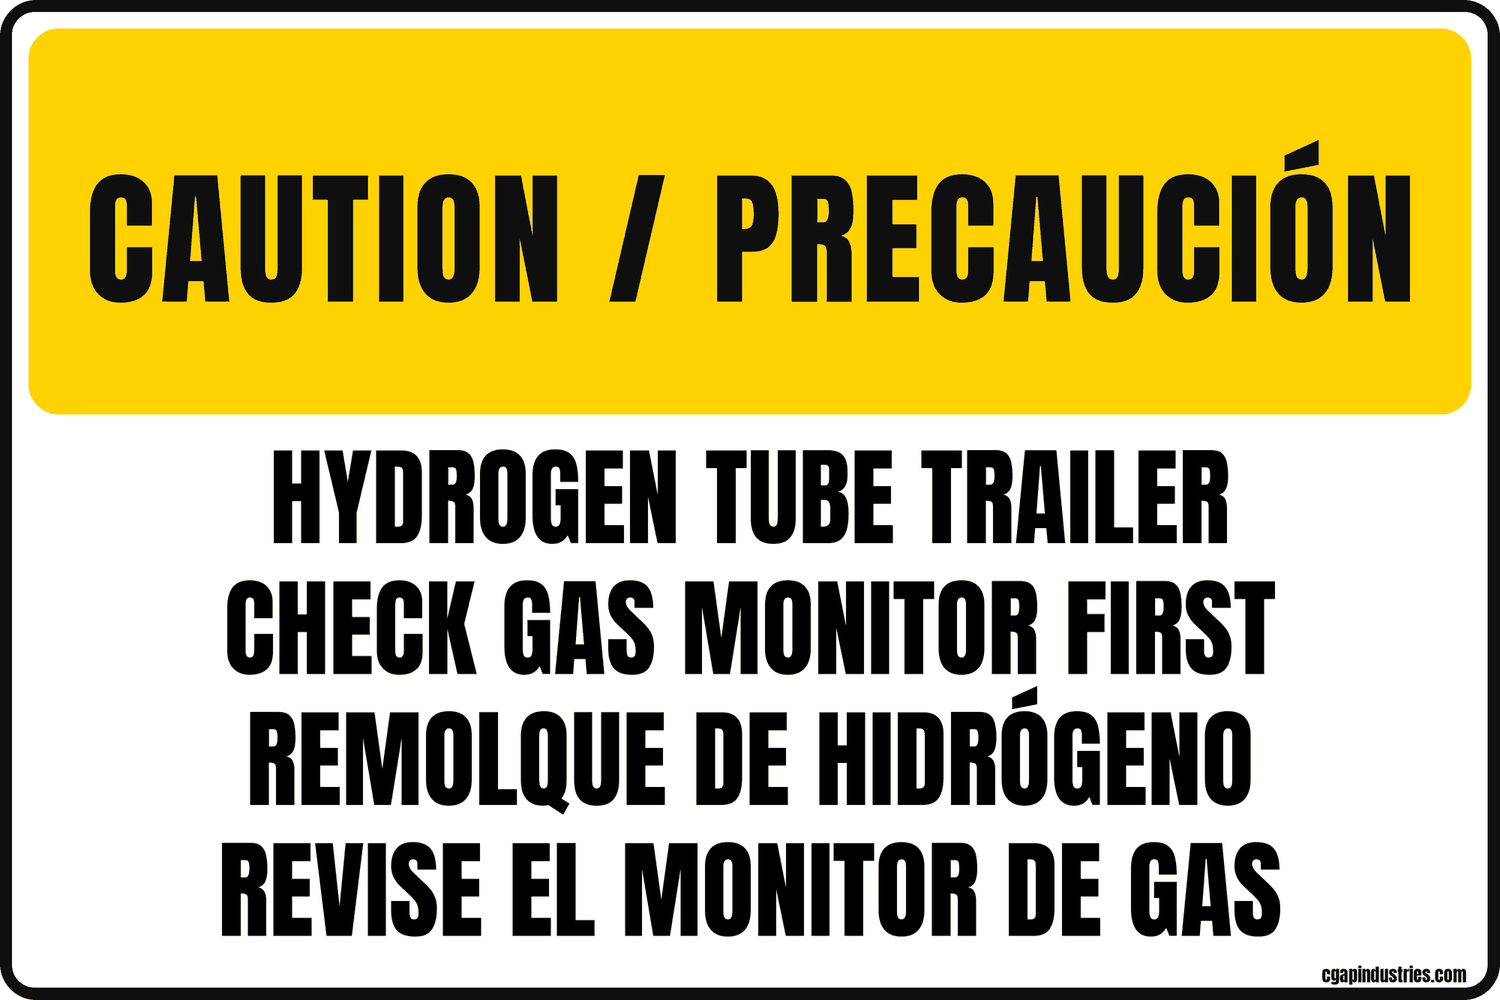 CAUTION / PRECAUCIÓN
HYDROGEN TUBE TRAILER
CHECK GAS MONITOR FIRST
REMOLQUE DE HIDRÓGENO
REVISE EL MONITOR DE GAS
cgapindustries.com